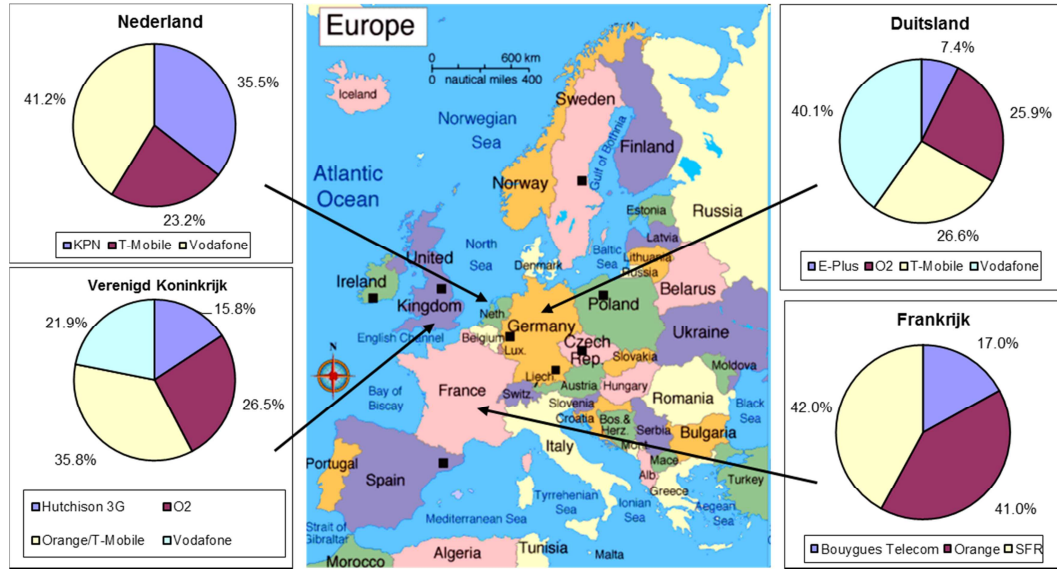 Nederland
41.2%
35.5%
23.2%
KPN T-Mobile Vodafone
Verenigd Koninkrijk
21.9%
15.8%
26.5%
35.8%
Hutchison 3G O2
Orange/T-Mobile Vodafone
Europe
0 600 km
0 nautical miles 400
Iceland
Norwegian
Sea
Atlantic
Ocean
Sweden
Gulf of Bothnia
Finland
Norway
Russia
Estonia
Latvia
Lithuania
Russia
Baltic
Sea
North
Sea
Denmark
United
Kingdom
Ireland
English Channel
Neth.
Belgium
Lux.
Germany
Poland
Belarus
Ukraine
Czech
Rep.
Slovakia
Moldova
Liech.
Austria
Hungary
Switz.
Slovenia
Croatia
Romania
France
Bay of
Biscay
N
Bos.&
Herz.
Serbia
Mont.
Bulgaria
Black
Sea
Italy
Mace.
Alb.
Greece
Turkey
Portugal
Spain
Tyrrehenian
Sea
Ionian
Sea
Aegean
Sea
Strait of
Gibraltar
Mediterranean Sea
Morocco
Algeria
Tunisia
Malta
Duitsland
7.4%
40.1%
25.9%
26.6%
E-Plus O2 T-Mobile Vodafone
Frankrijk
17.0%
42.0%
41.0%
Bouygues Telecom Orange SFR